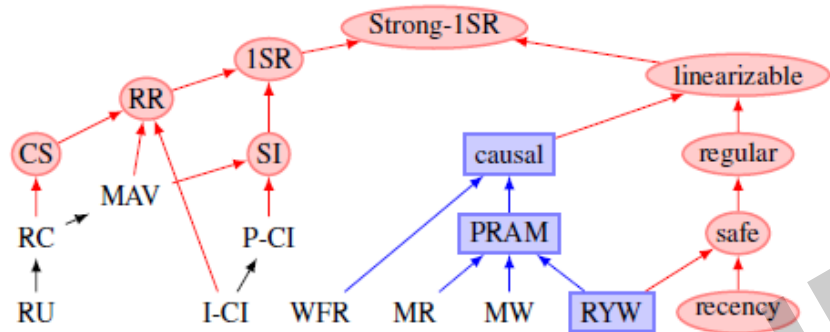 Strong-1SR
1SR
linearizable
RR
CS
SI
causal
regular
MAV
RC
P-CI
PRAM
safe
RU
I-CI
WFR
MR
MW
RYW
recency